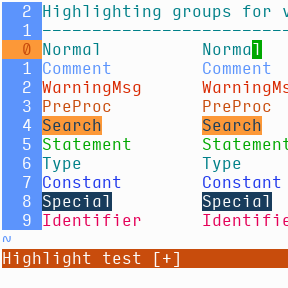 2 Highlighting groups for
1 -------------------------
0 Normal Normal
1 Comment Comment
2 WarningMsg WarningMs
3 PreProc PreProc
4 Search Search
5 Statement Statement
6 Type Type
7 Constant Constant
8 Special Special
9 Identifier Identifie
~
Highlight test [+]